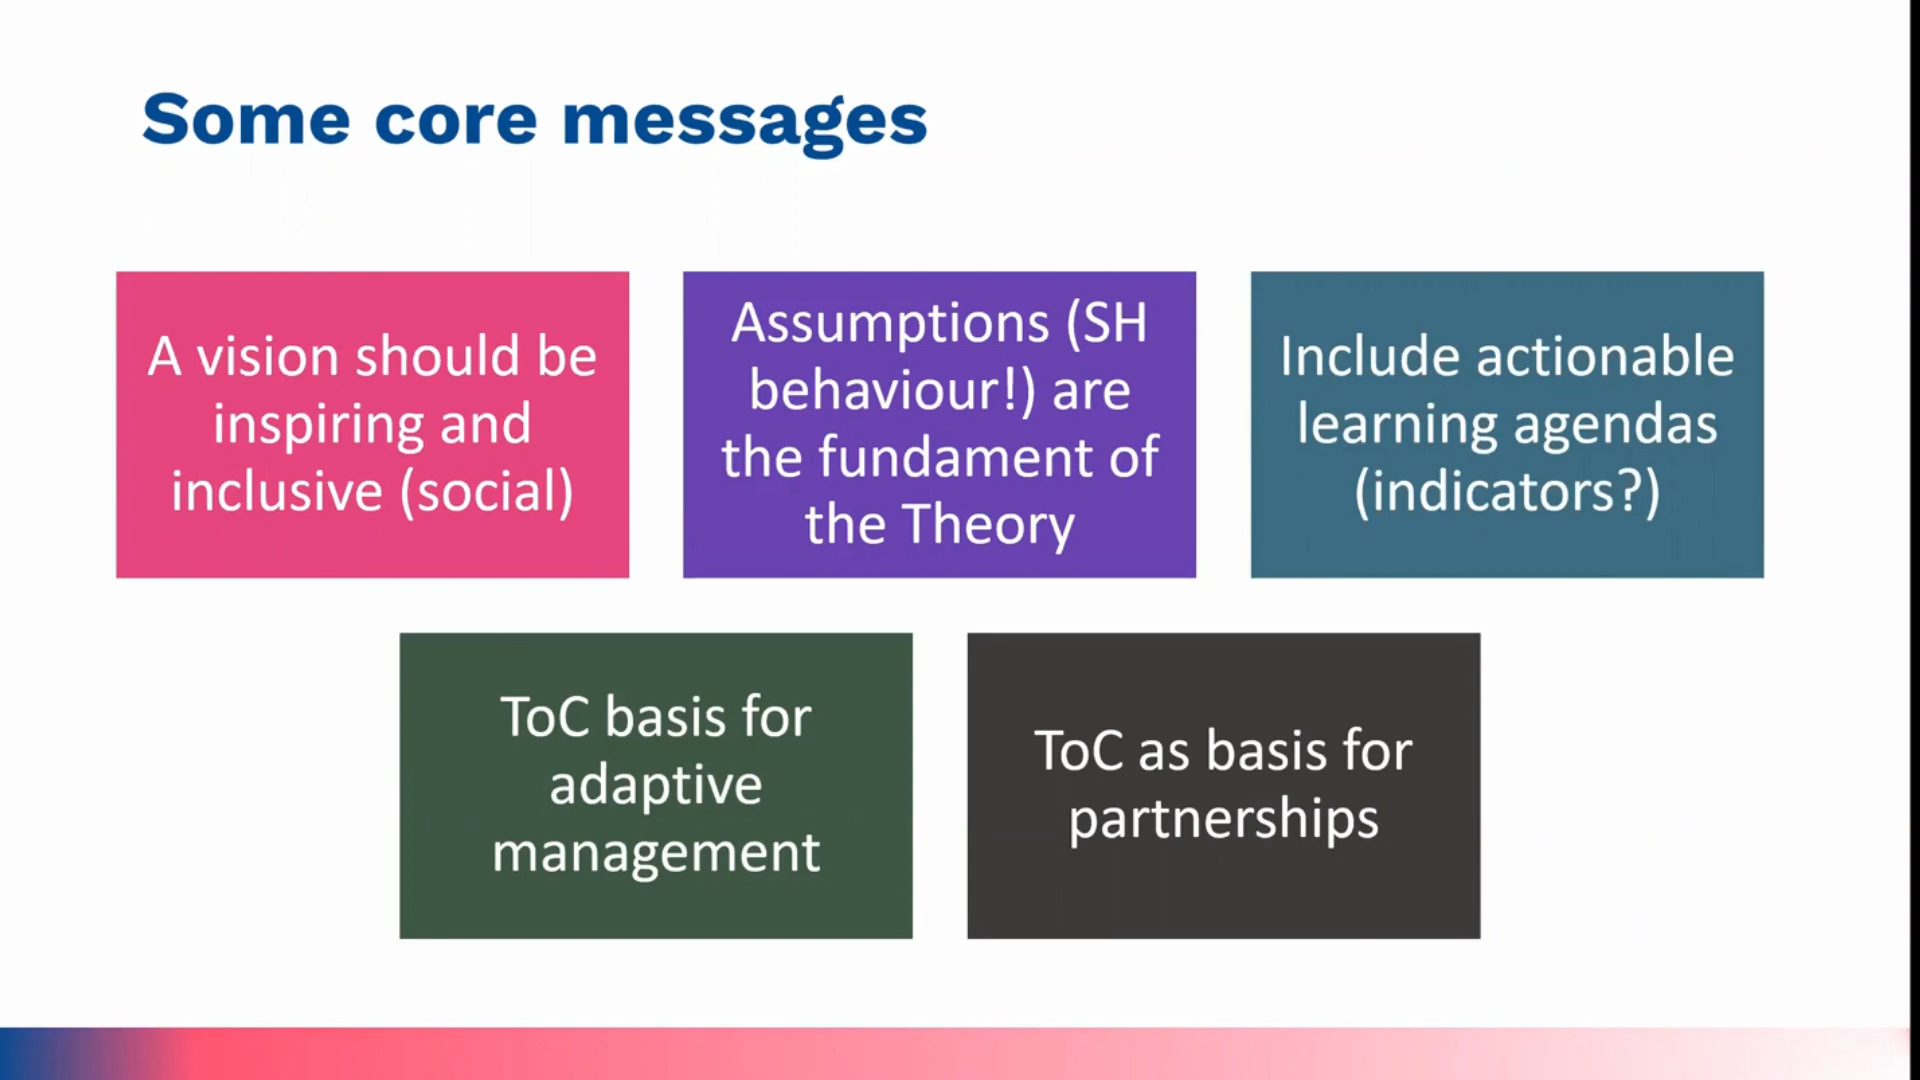 Some core messages
A vision should be
inspiring and
inclusive (social)
Assumptions (SH
behaviour!) are
the fundament of
the Theory
Include actionable
learning agendas
(indicators?)
ToC basis for
adaptive
management
ToC as basis for
partnerships